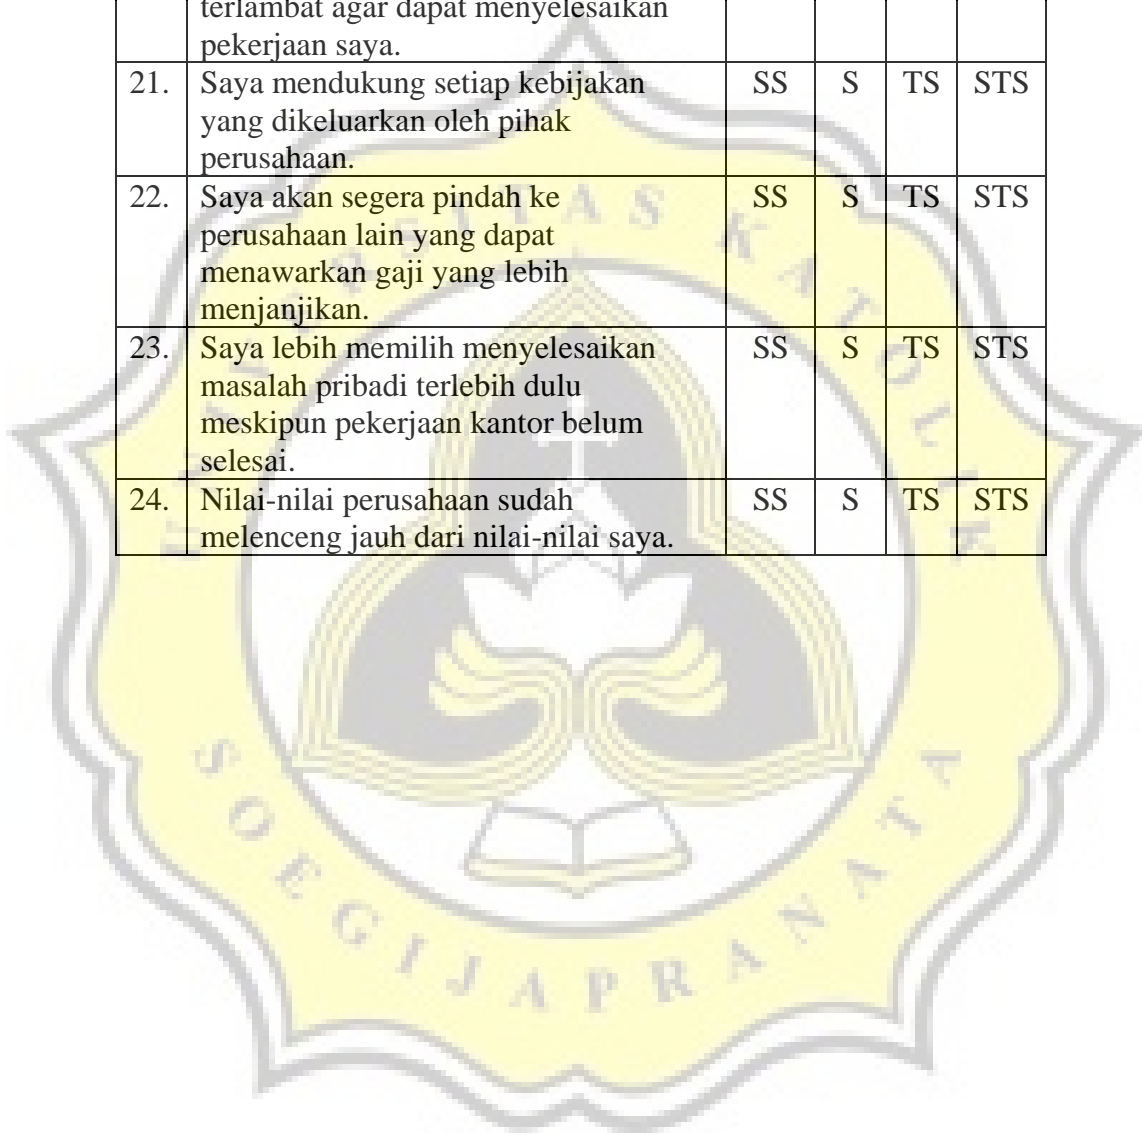 terlambat agar dapat menyelesaikan
pekerjaan saya.
21. Saya mendukung setiap kebijakan SS S TS STS
yang dikeluarkan oleh pihak
perusahaan.
22. Saya akan segera pindah ke SS S TS STS
perusahaan lain yang dapat
menawarkan gaji yang lebih
menjanjikan.
23. Saya lebih memilih menyelesaikan SS S TS STS
masalah pribadi terlebih dulu
meskipun pekerjaan kantor belum
selesai.
24. Nilai-nilai perusahaan sudah SS S TS STS
melenceng jauh dari nilai-nilai saya.
UNIVERSITAS KATOLIK
SOEGIJAPRANATA